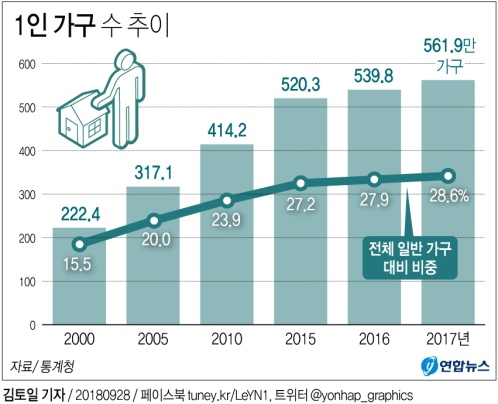 1인 가구 수 추이
561.9만
가구
600
520.3
539.8
500
414.2
400
317.1
300
222.4
27.2
27.9
28.6%
23.9
20.0
200
15.5
전체 일반 가구
대비 비중
100
0
2000
2005
2010
2015
2016
2017년
자료/통계청
연합뉴스
김토일 기자 / 20180928 / 페이스북 tuney.kr/LeYN1, 트위터 @yonhap_graphics